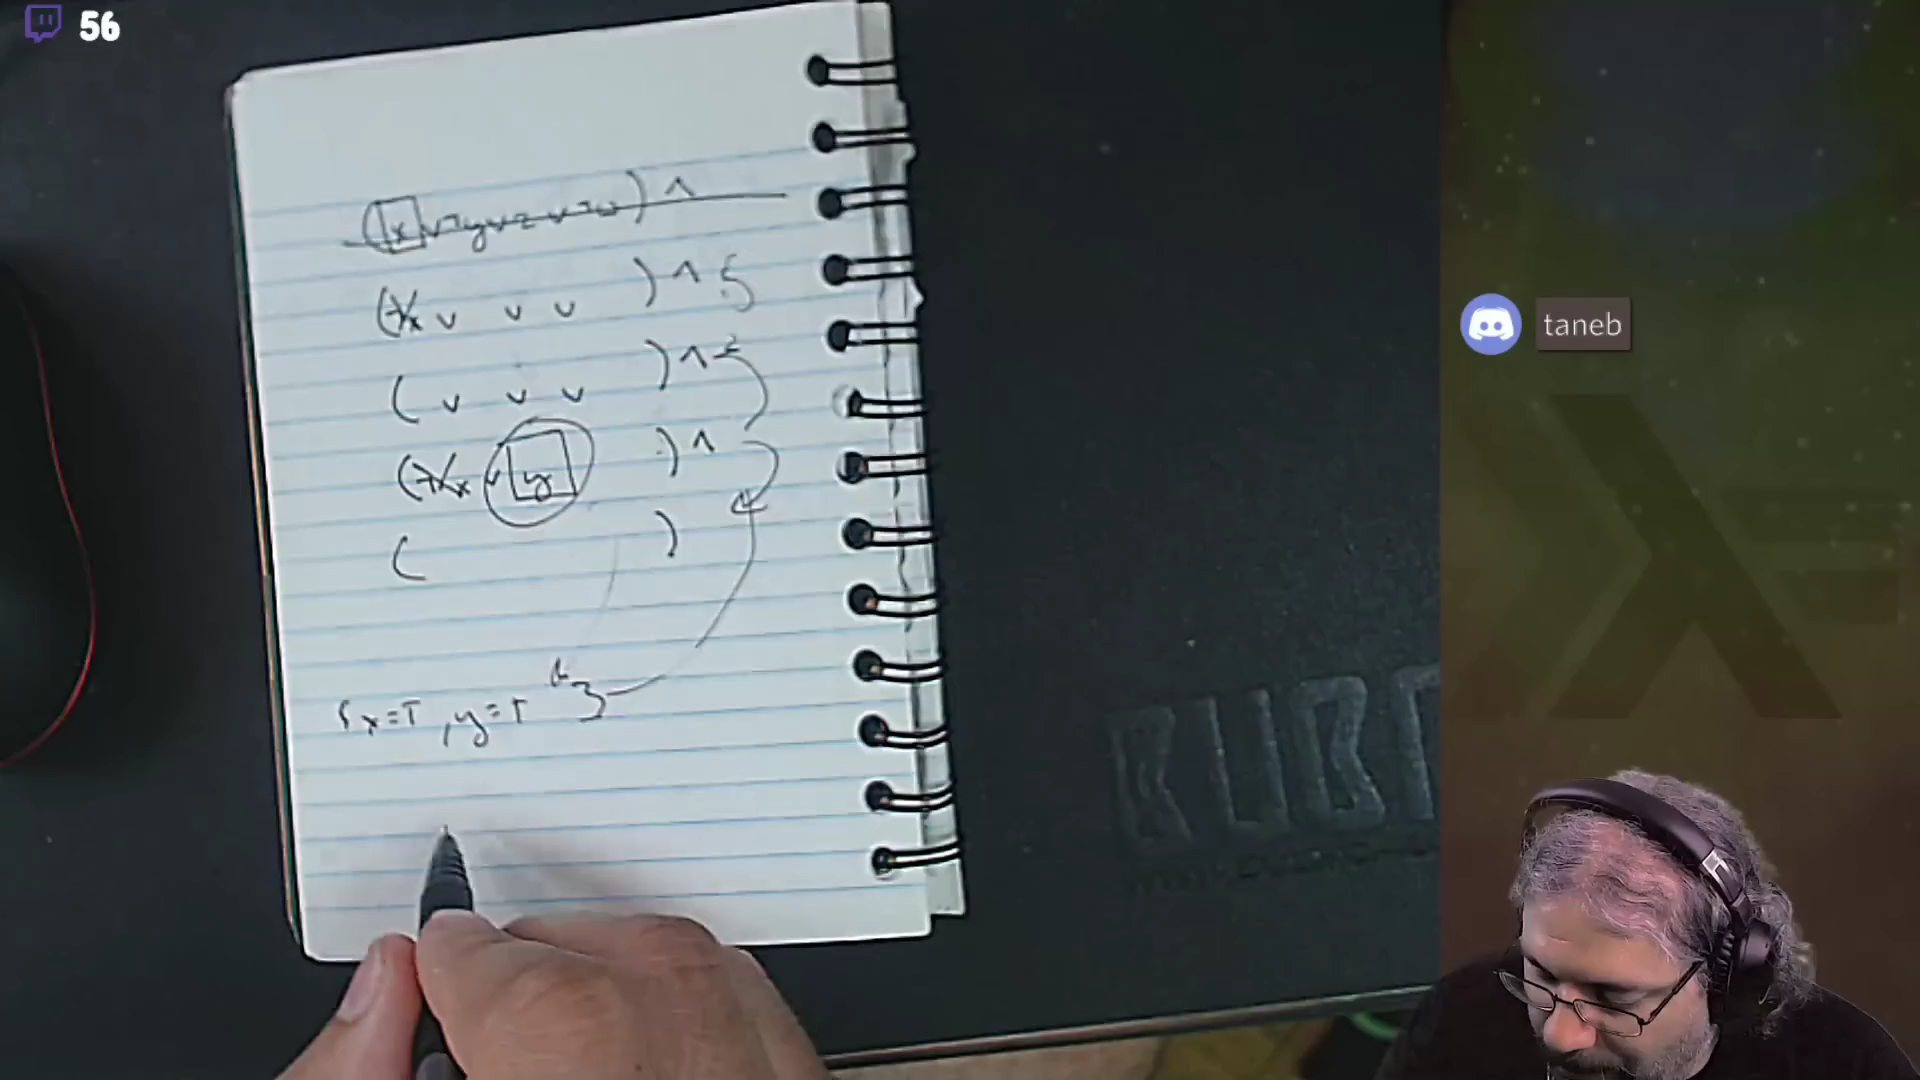 56
(x ∨ ¬y ∨ z ∨ ¬w) ∧
(¬x ∨ ∨ ∨ ) ∧
( ∨ ∨ ∨ ) ∧
(¬x ∨ y ) ∧
( )
{x=T, y=T }
taneb